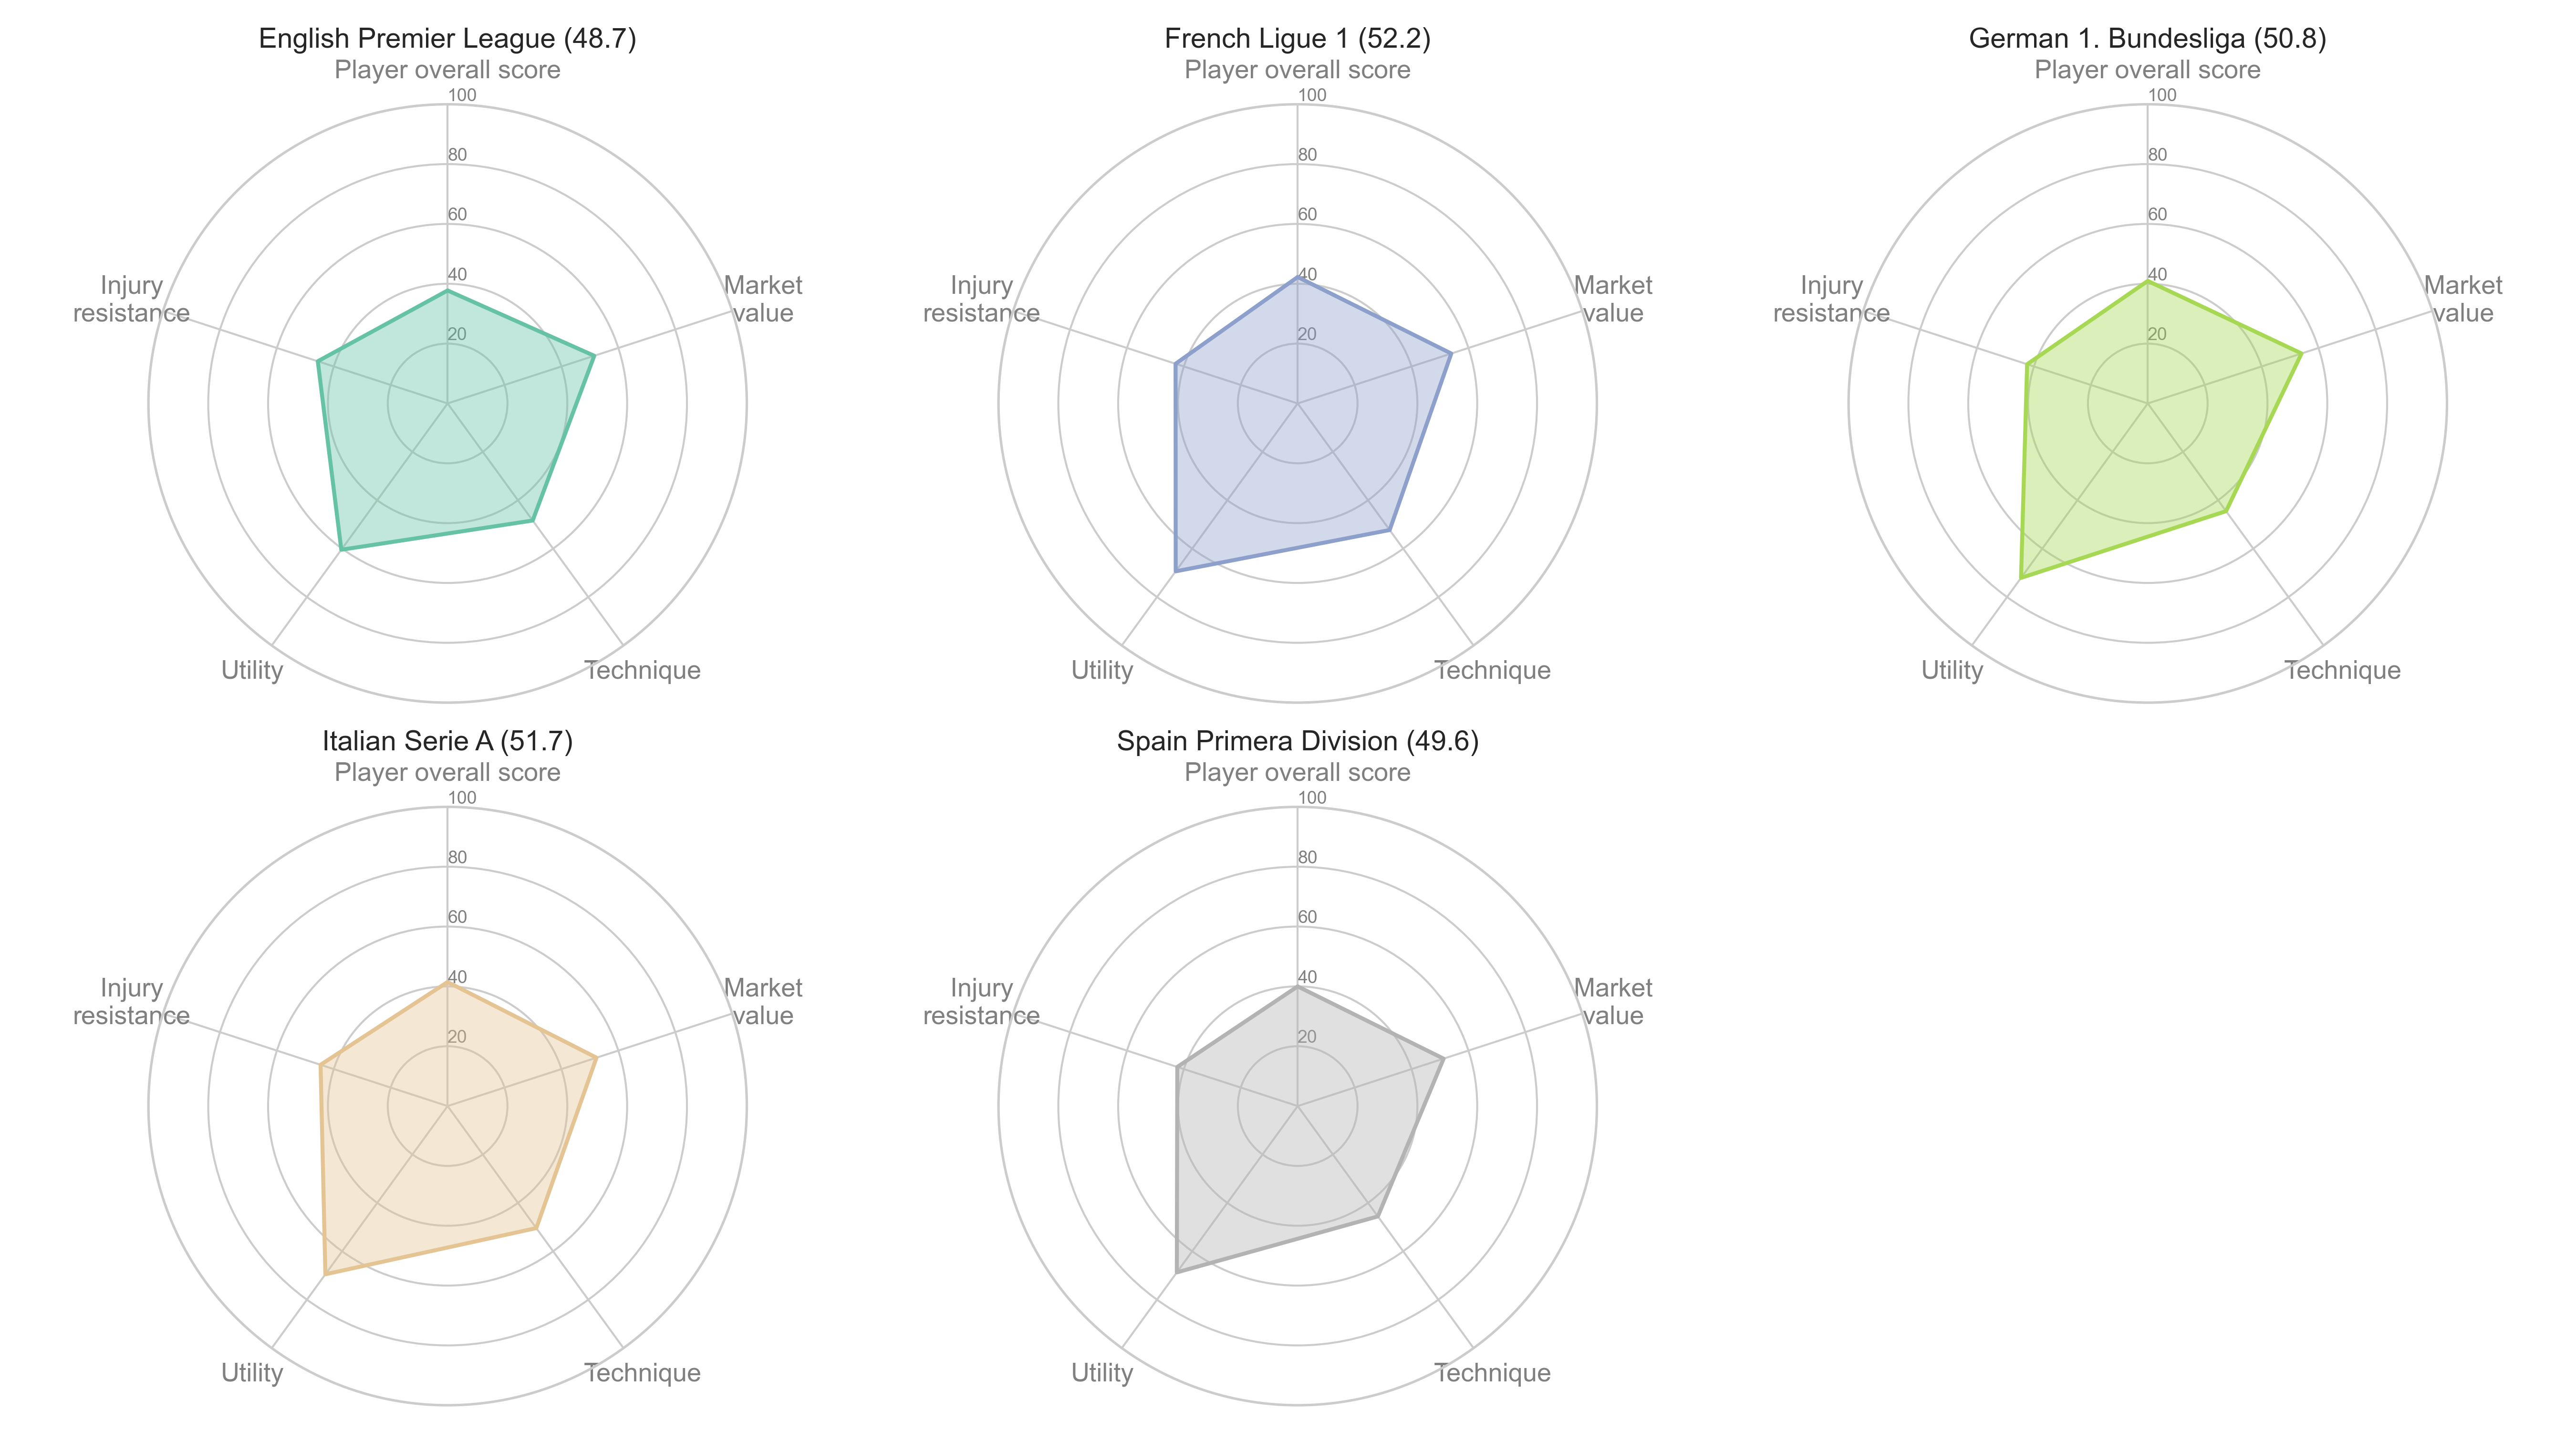 English Premier League (48.7)
Player overall score
100
80
60
40
20
Injury
resistance
Market
value
Utility
Technique
French Ligue 1 (52.2)
Player overall score
100
80
60
40
20
Injury
resistance
Market
value
Utility
Technique
German 1. Bundesliga (50.8)
Player overall score
100
80
60
40
20
Injury
resistance
Market
value
Utility
Technique
Italian Serie A (51.7)
Player overall score
100
80
60
40
20
Injury
resistance
Market
value
Utility
Technique
Spain Primera Division (49.6)
Player overall score
100
80
60
40
20
Injury
resistance
Market
value
Utility
Technique